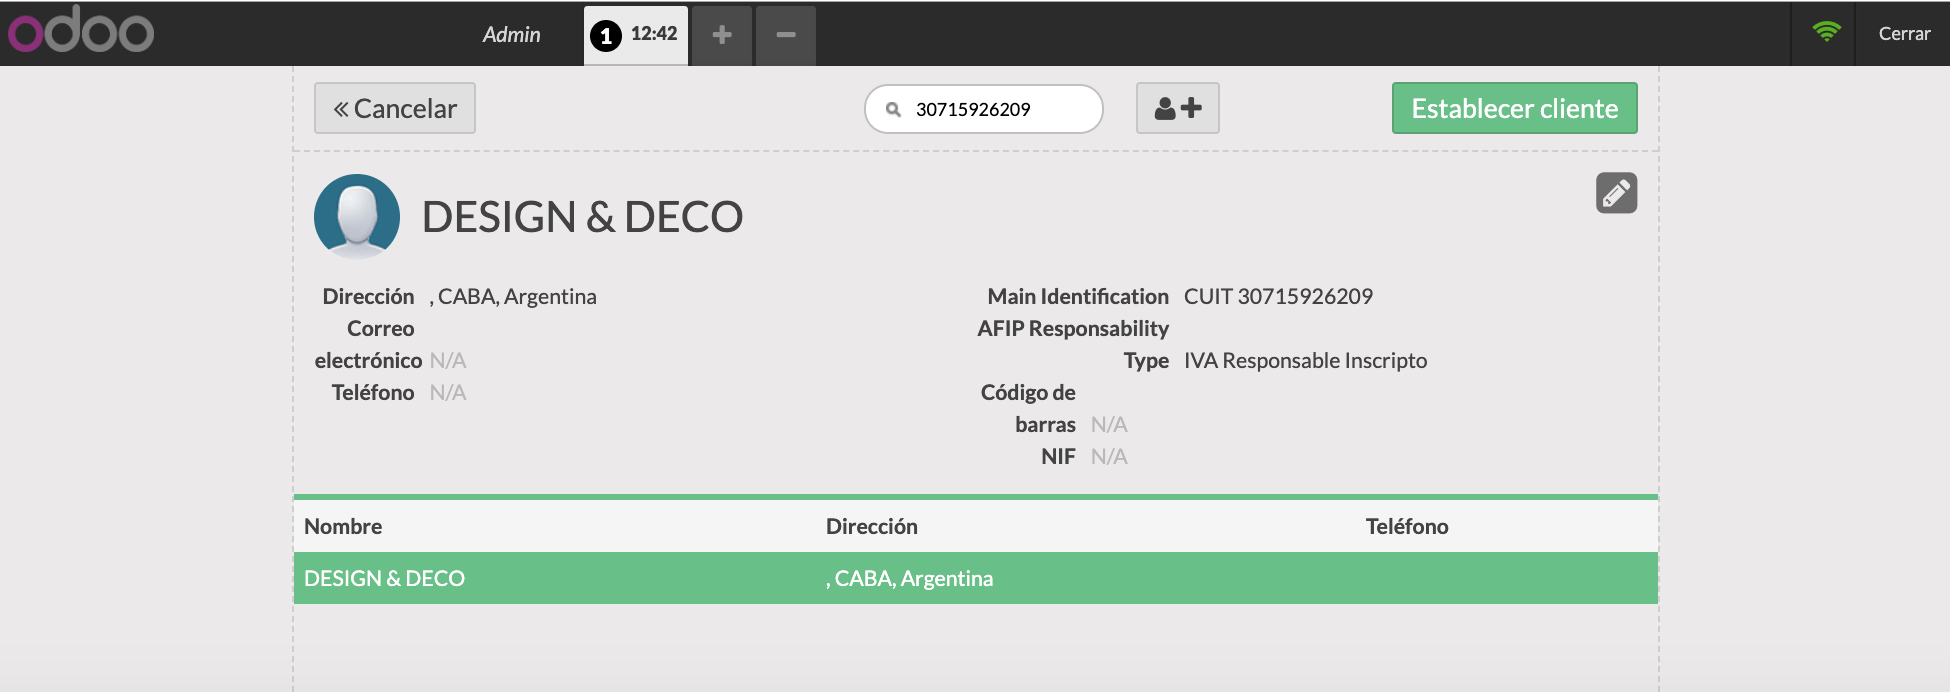 odoo Admin 1 12:42 Cerrar
Cancelar 30715926209 Establecer cliente
DESIGN & DECO
Dirección , CABA, Argentina
Correo
electrónico N/A
Teléfono N/A
Main Identification CUIT 30715926209
AFIP Responsability
Type IVA Responsable Inscripto
Código de
barras N/A
NIF N/A
Nombre Dirección Teléfono
DESIGN & DECO , CABA, Argentina